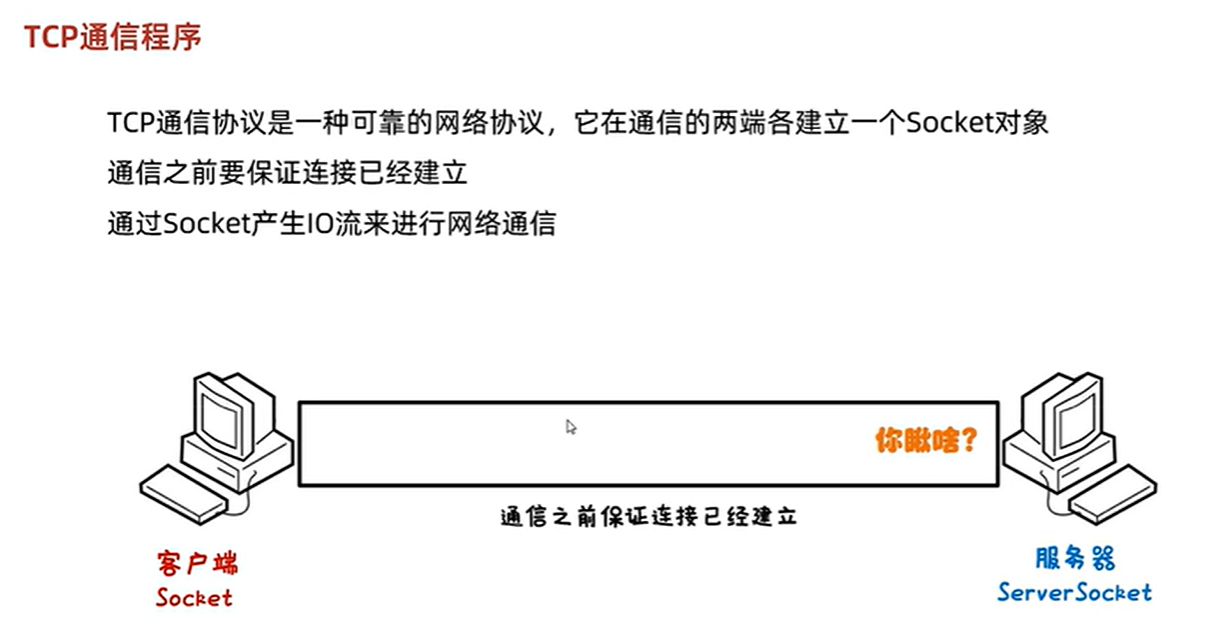 TCP通信程序
TCP通信协议是一种可靠的网络协议，它在通信的两端各建立一个Socket对象
通信之前要保证连接已经建立
通过Socket产生IO流来进行网络通信
你瞅啥？
通信之前保证连接已经建立
客户端
Socket
服务器
ServerSocket